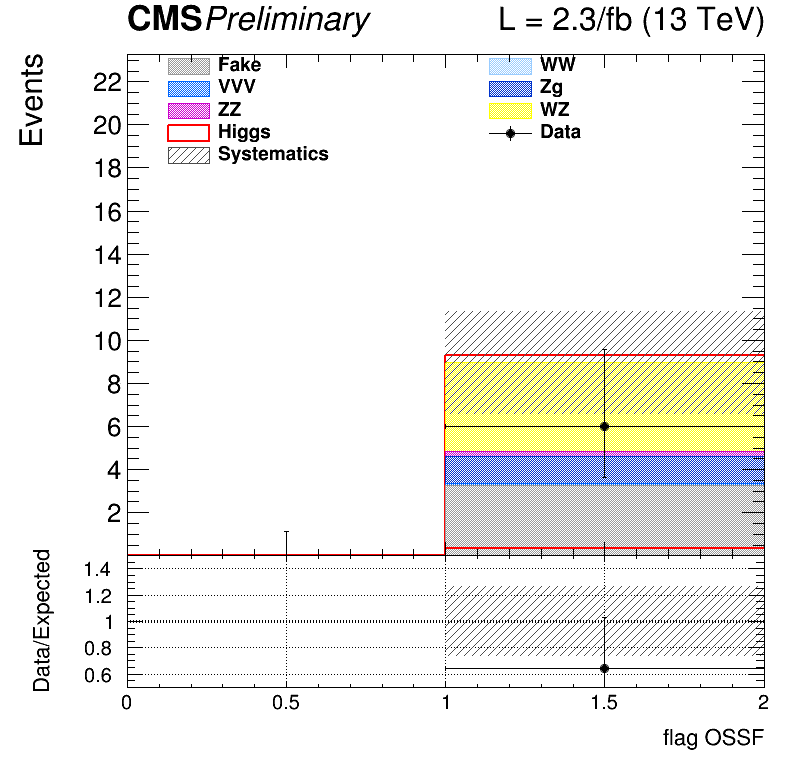 CMSPreliminary L = 2.3/fb (13 TeV)
Events
Fake WW
VVV Zg
ZZ WZ
Higgs Data
Systematics
22
20
18
16
14
12
10
8
6
4
2
Data/Expected
1.4
1.2
1
0.8
0.6
0 0.5 1 1.5 2
flag OSSF